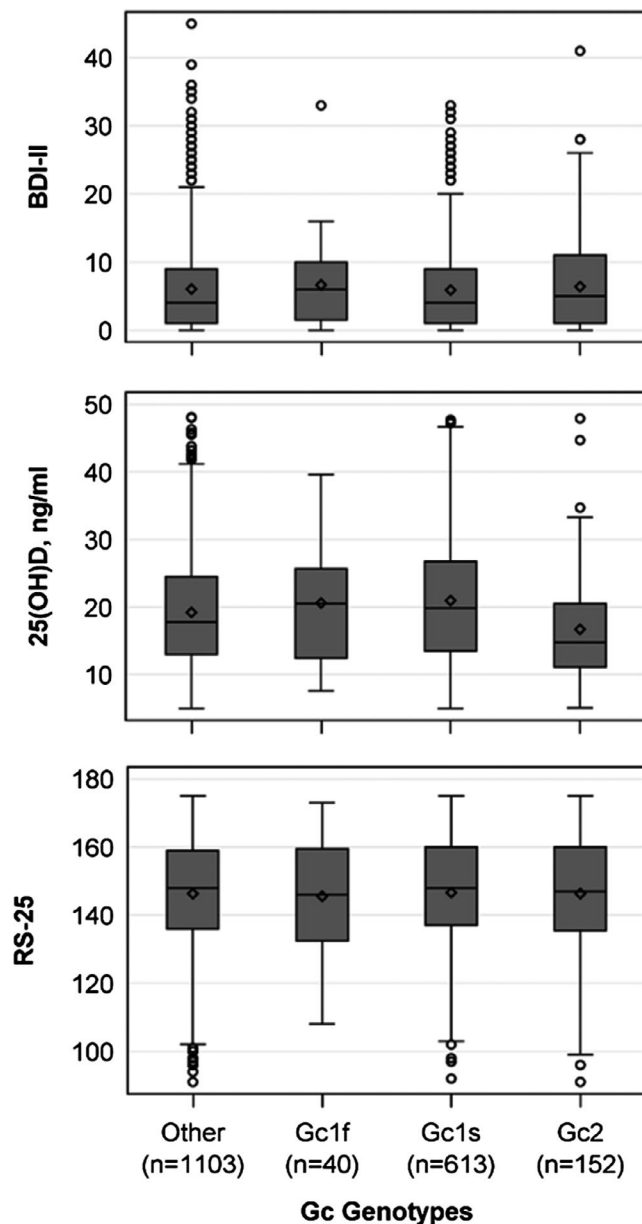 BDI-II
40
30
20
10
0
25(OH)D, ng/ml
50
40
30
20
10
RS-25
180
160
140
120
100
Other Gc1f Gc1s Gc2
(n=1103) (n=40) (n=613) (n=152)
Gc Genotypes